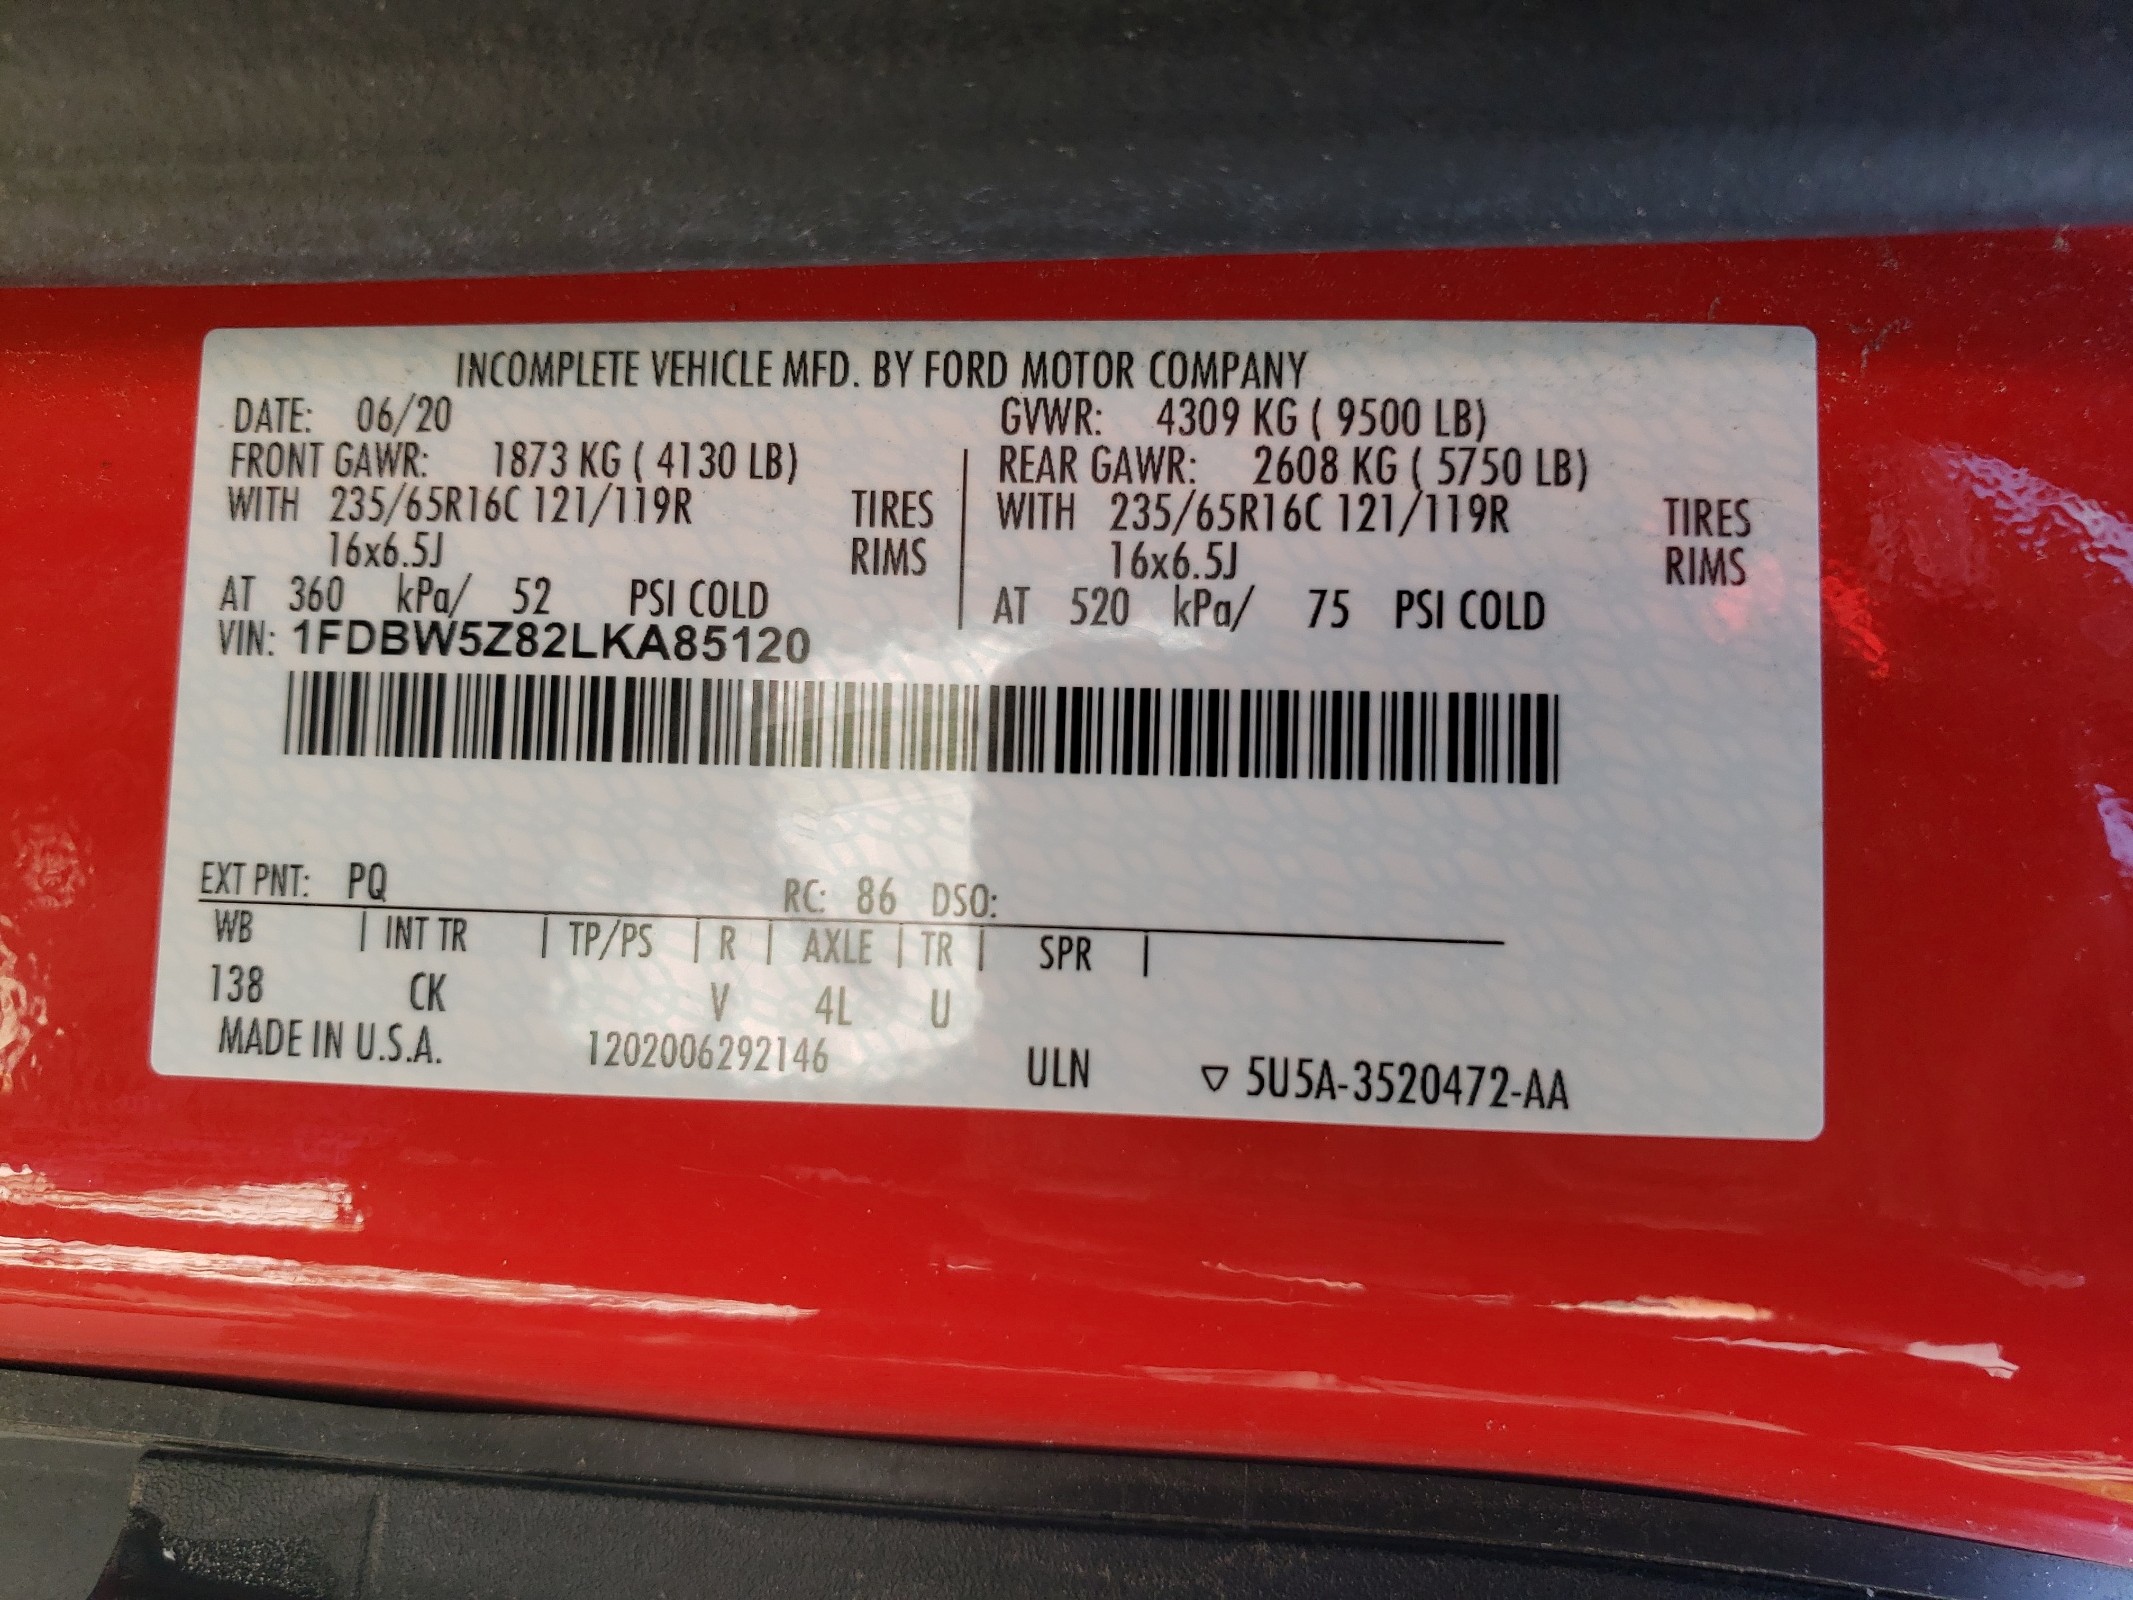 INCOMPLETE VEHICLE MFD. BY FORD MOTOR COMPANY
DATE: 06/20 GVWR: 4309 KG ( 9500 LB)
FRONT GAWR: 1873 KG ( 4130 LB) REAR GAWR: 2608 KG ( 5750 LB)
WITH 235/65R16C 121/119R TIRES WITH 235/65R16C 121/119R TIRES
16x6.5J RIMS 16x6.5J RIMS
AT 360 kPa/ 52 PSI COLD AT 520 kPa/ 75 PSI COLD
VIN: 1FDBW5Z82LKA85120
EXT PNT: PQ RC: 86 DSO:
WB | INT TR | TP/PS | R | AXLE | TR | SPR |
138 CK V 4L U
MADE IN U.S.A. 1202006292146 ULN ▽ 5U5A-3520472-AA